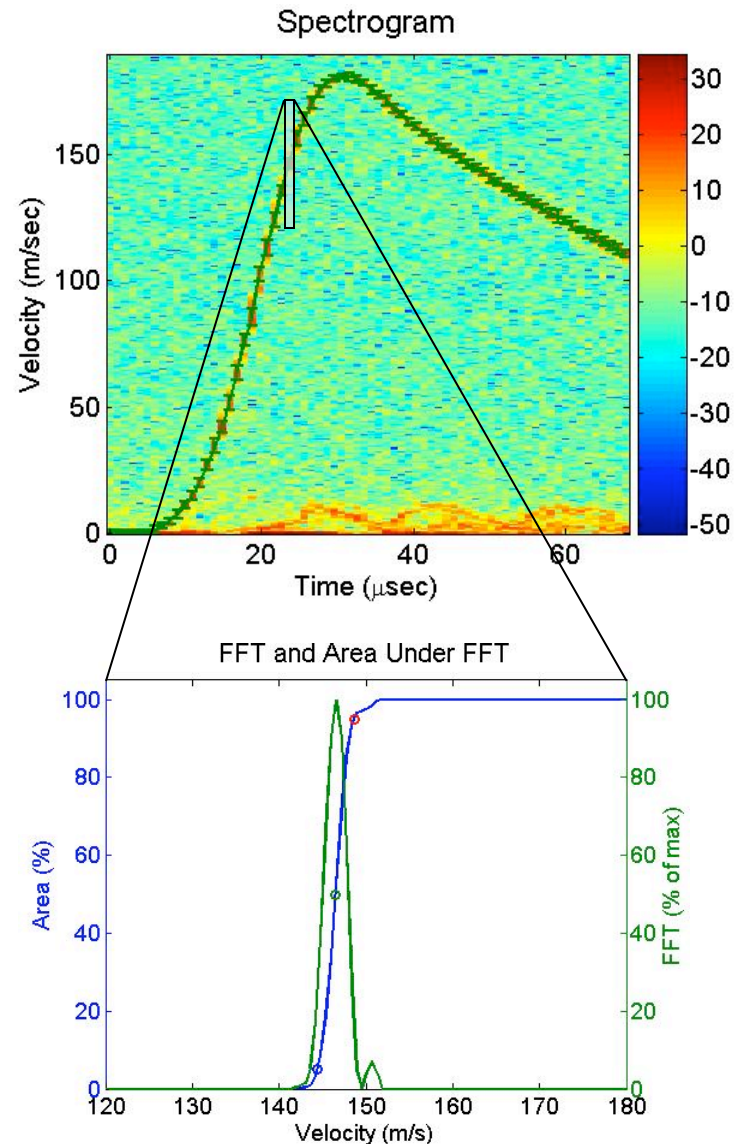 Spectrogram
Velocity (m/sec)
150
100
50
0
0 20 40 60
Time (μsec)
30
20
10
0
-10
-20
-30
-40
-50
FFT and Area Under FFT
Area (%)
100
80
60
40
20
0
100
80
60
40
20
0
FFT (% of max)
120 130 140 150 160 170 180
Velocity (m/s)